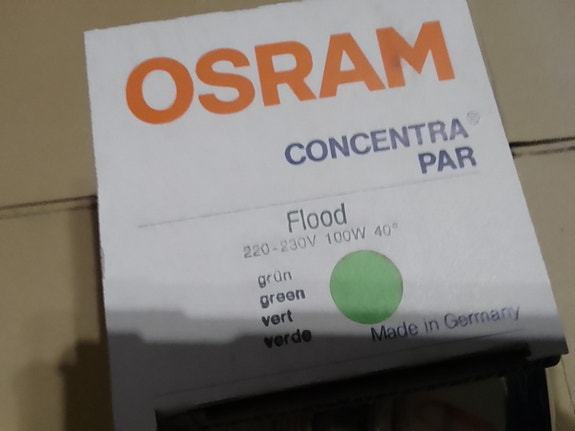 OSRAM
CONCENTRA®
PAR
Flood
220-230V 100W 40°
grün
green
vert
verde
Made in Germany